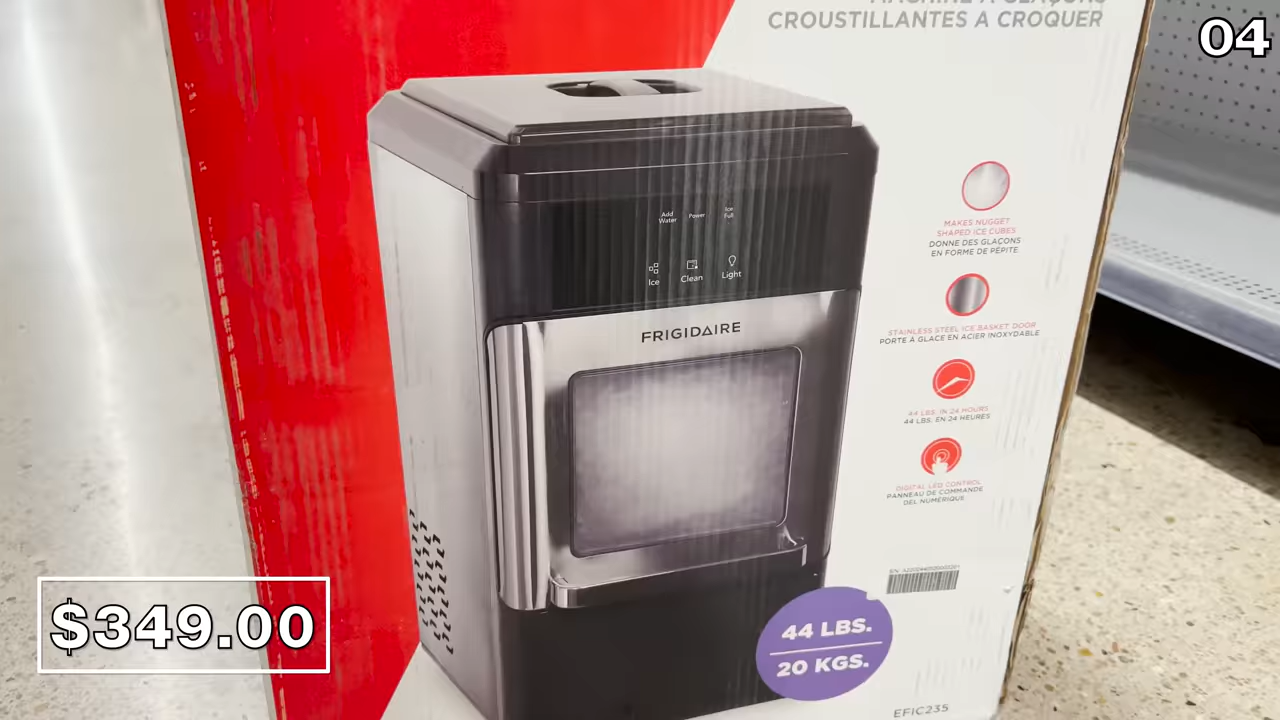 MACHINE À GLAÇONS
CROUSTILLANTES A CROQUER
04
Add
Water
Power
Ice
Full
Ice
Clean
Light
FRIGIDAIRE
MAKES NUGGET
SHAPED ICE CUBES
DONNE DES GLAÇONS
EN FORME DE PÉPITE
STAINLESS STEEL ICE BASKET DOOR
PORTE À GLACE EN ACIER INOXYDABLE
44 LBS. IN 24 HOURS
44 LBS. EN 24 HEURES
DIGITAL LED CONTROL
PANNEAU DE COMMANDE
DEL NUMÉRIQUE
$349.00
44 LBS.
20 KGS.
EFIC235